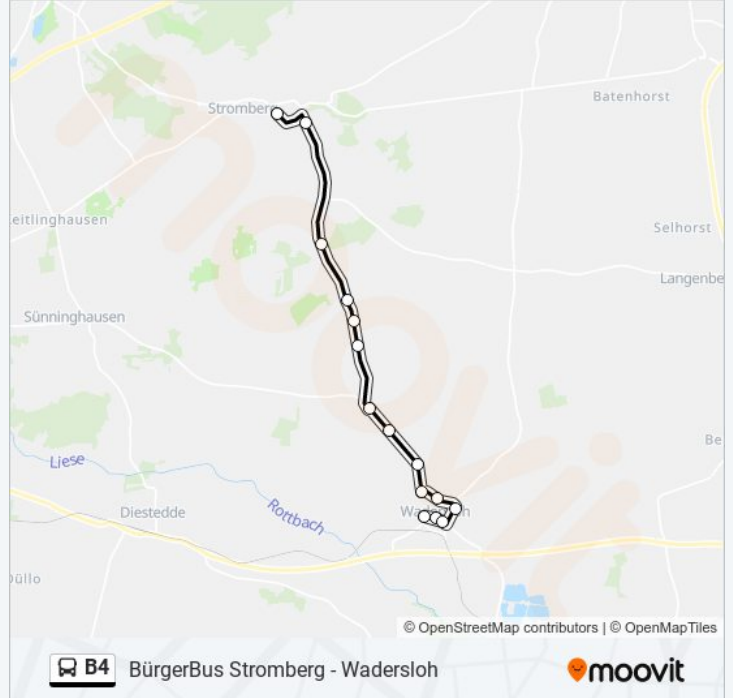 Stromberg
Batenhorst
eitlinghausen
Selhorst
Langenbe
Sünninghausen
Be
Liese
Rottbach
Diestedde
Wadersloh
Düllo
© OpenStreetMap contributors | © OpenMapTiles
B4 BürgerBus Stromberg - Wadersloh
moovit